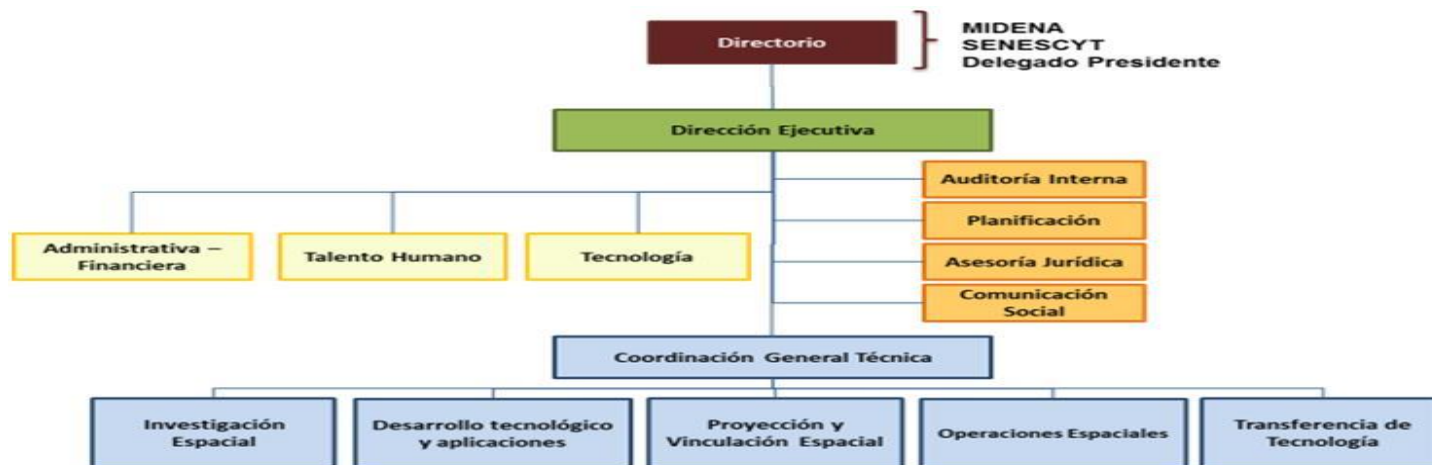 Directorio
MIDENA
SENESCYT
Delegado Presidente
Dirección Ejecutiva
Auditoría Interna
Planificación
Asesoría Jurídica
Comunicación
Social
Administrativa –
Financiera
Talento Humano
Tecnología
Coordinación General Técnica
Investigación
Espacial
Desarrollo tecnológico
y aplicaciones
Proyección y
Vinculación Espacial
Operaciones Espaciales
Transferencia de
Tecnología